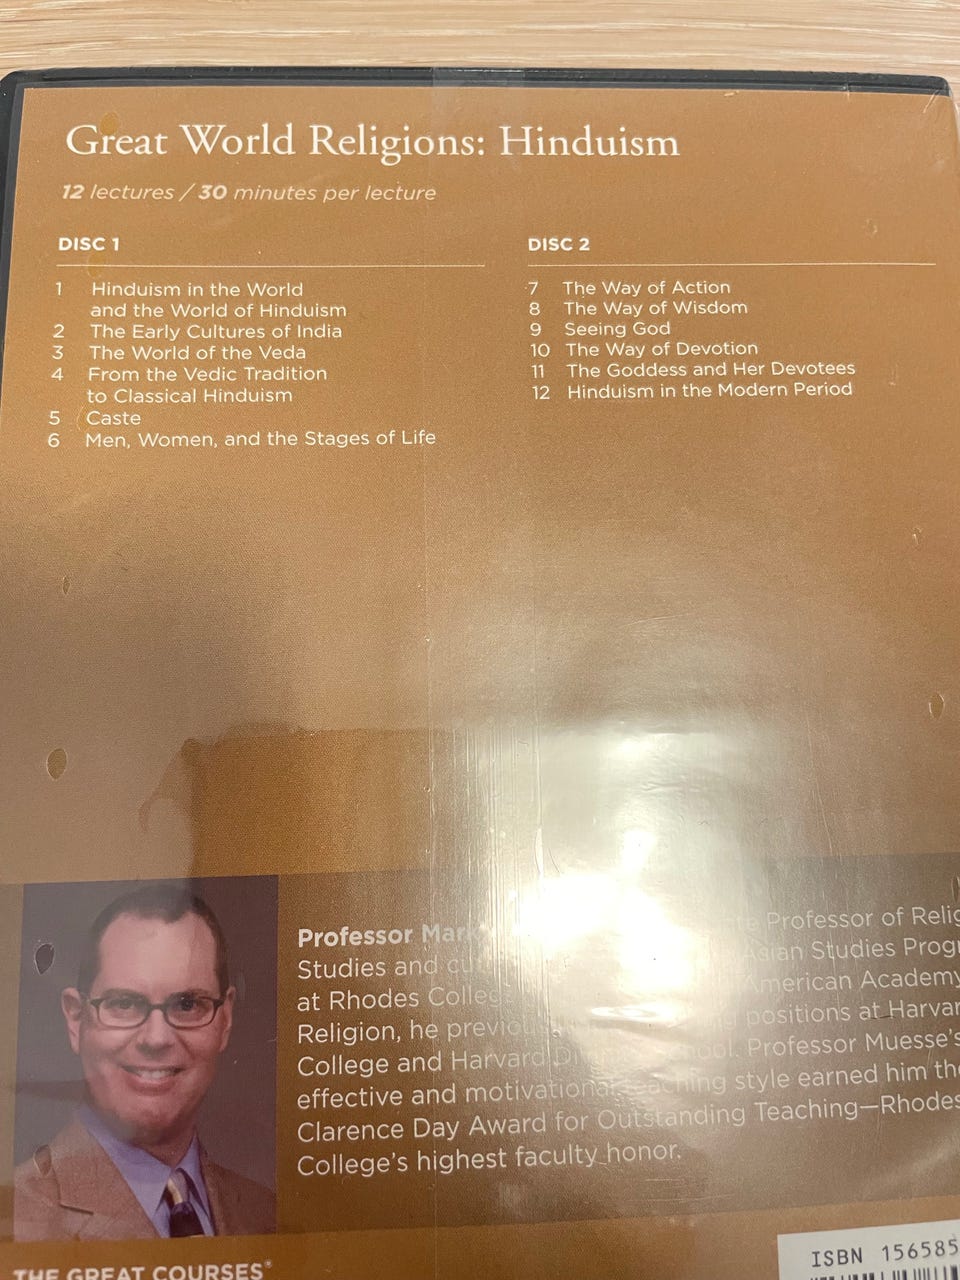 Great World Religions: Hinduism
12 lectures / 30 minutes per lecture
DISC 1
1 Hinduism in the World
and the World of Hinduism
2 The Early Cultures of India
3 The World of the Veda
4 From the Vedic Tradition
to Classical Hinduism
5 Caste
6 Men, Women, and the Stages of Life
DISC 2
7 The Way of Action
8 The Way of Wisdom
9 Seeing God
10 The Way of Devotion
11 The Goddess and Her Devotees
12 Hinduism in the Modern Period
Professor Mark Professor of
Studies and Asian Studies
at Rhodes College American Academy
Religion, he positions at
College and Harvard Professor Muesse's
effective and motivational teaching style earned him
Clarence Day Award for Outstanding Teaching—Rhodes
College's highest faculty honor.
THE GREAT COURSES®
ISBN 156585